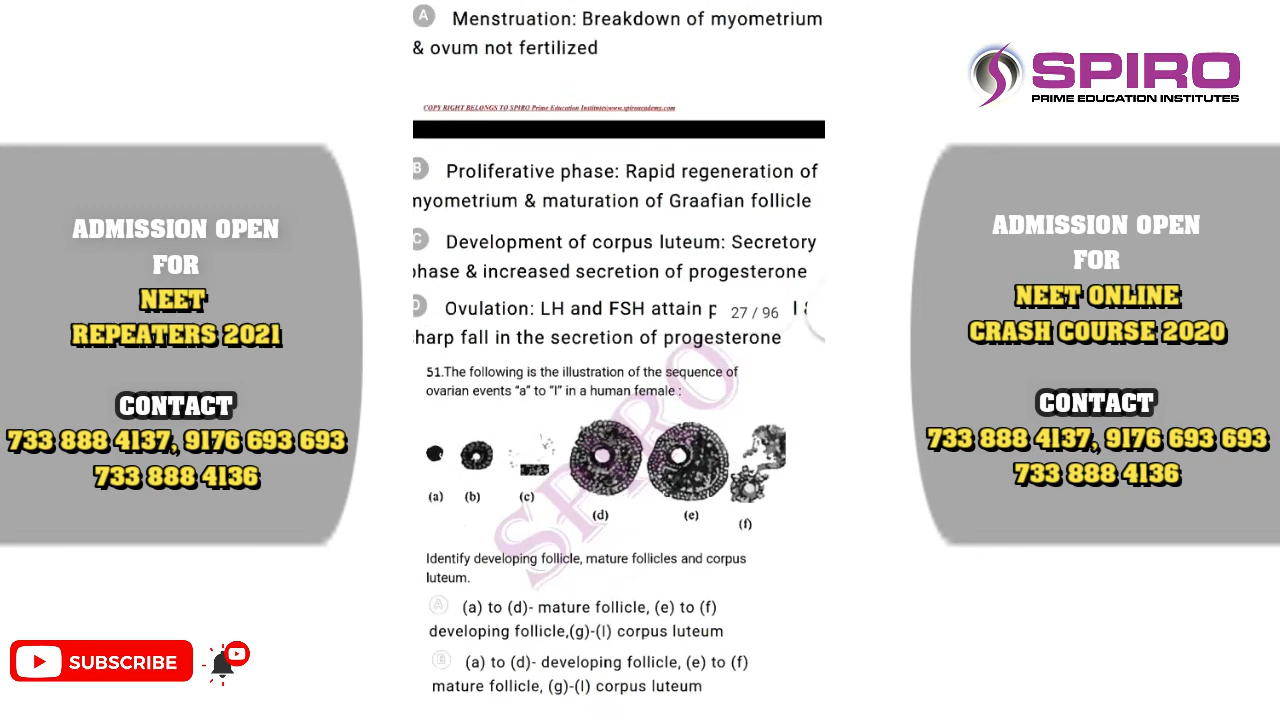 A Menstruation: Breakdown of myometrium
& ovum not fertilized
COPY RIGHT BELONGS TO SPIRO Prime Education Institutes|www.spiroacademy.com
B Proliferative phase: Rapid regeneration of
myometrium & maturation of Graafian follicle
C Development of corpus luteum: Secretory
phase & increased secretion of progesterone
D Ovulation: LH and FSH attain
27 / 96
sharp fall in the secretion of progesterone
51.The following is the illustration of the sequence of
ovarian events "a" to "I" in a human female :
(a) (b) (c) (d) (e) (f)
Identify developing follicle, mature follicles and corpus
luteum.
A (a) to (d)- mature follicle, (e) to (f)
developing follicle,(g)-(I) corpus luteum
B (a) to (d)- developing follicle, (e) to (f)
mature follicle, (g)-(I) corpus luteum
SPIRO
ADMISSION OPEN
FOR
NEET
REPEATERS 2021
CONTACT
733 888 4137, 9176 693 693
733 888 4136
SUBSCRIBE
SPIRO
PRIME EDUCATION INSTITUTES
ADMISSION OPEN
FOR
NEET ONLINE
CRASH COURSE 2020
CONTACT
733 888 4137, 9176 693 693
733 888 4136